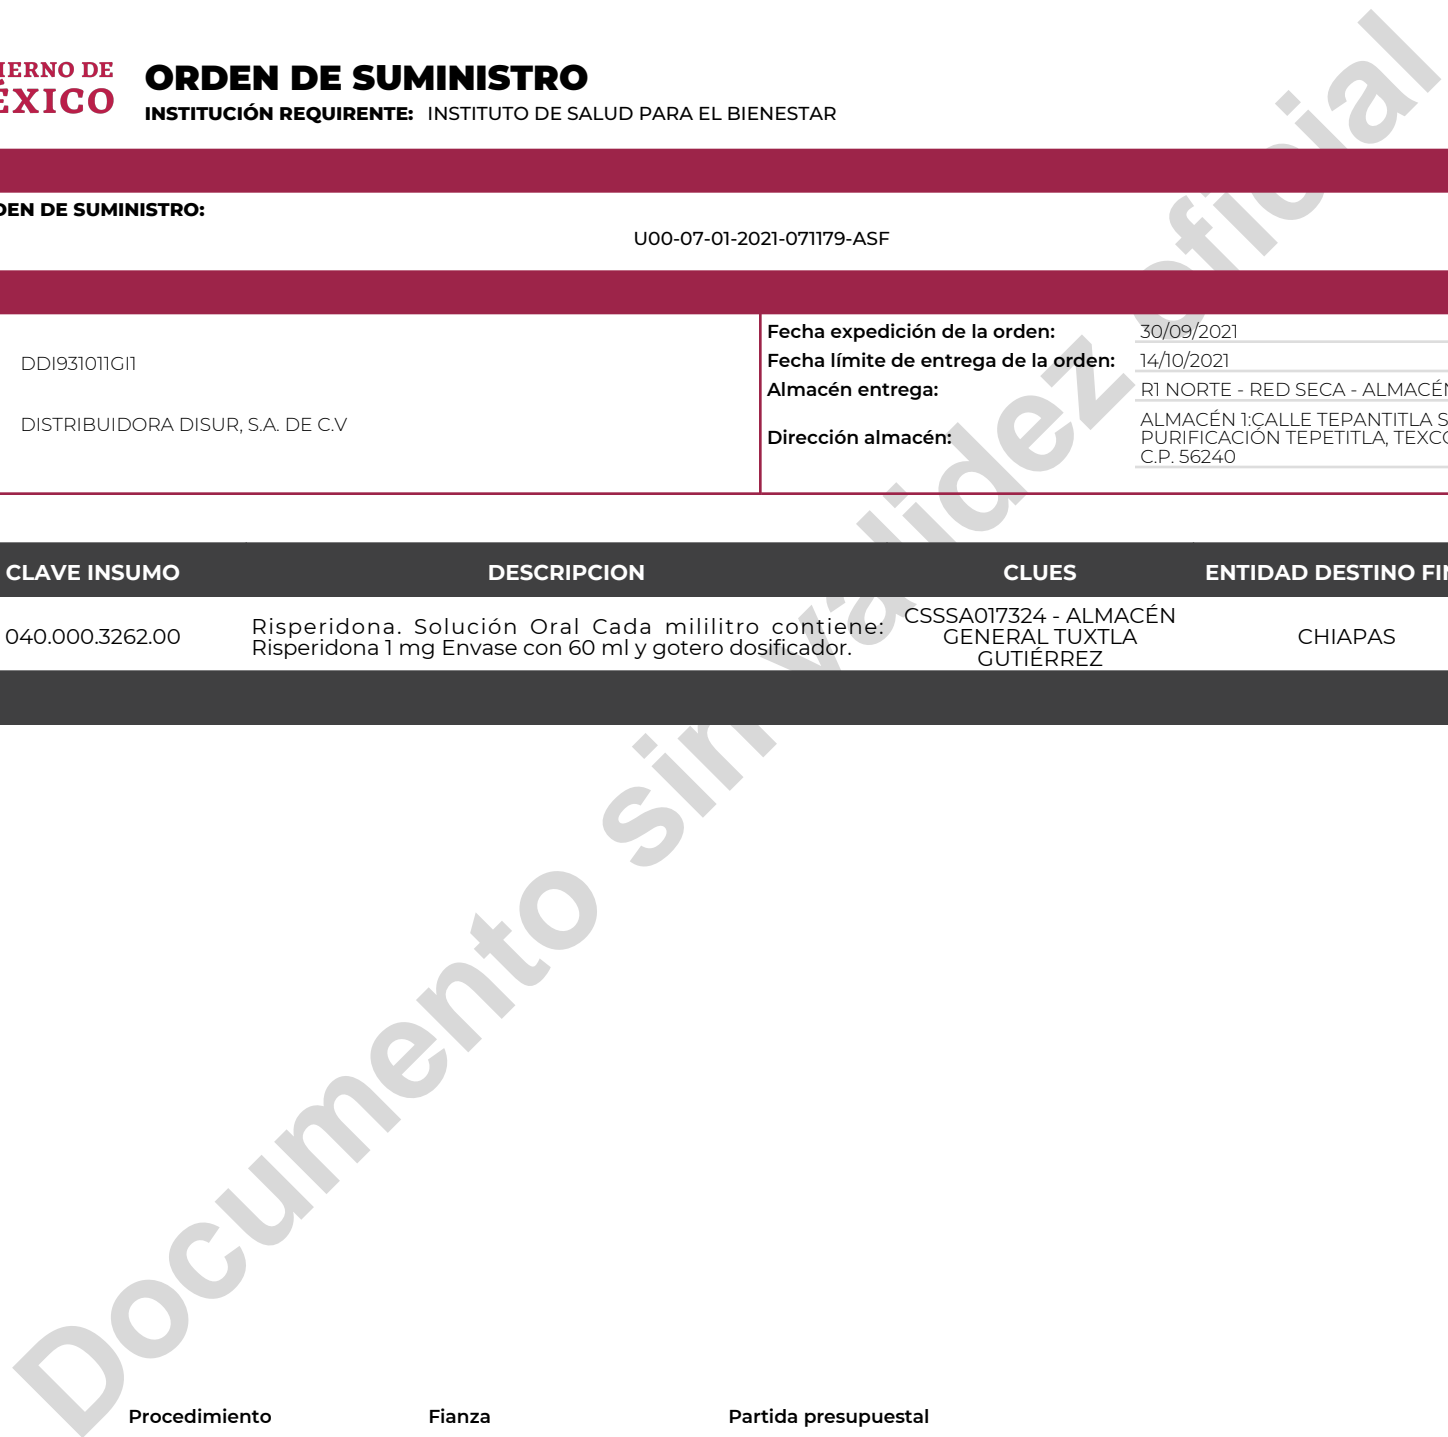 IERNO DE
ÉXICO
ORDEN DE SUMINISTRO
INSTITUCIÓN REQUIRENTE: INSTITUTO DE SALUD PARA EL BIENESTAR
DEN DE SUMINISTRO:
U00-07-01-2021-071179-ASF
DDI931011GI1
DISTRIBUIDORA DISUR, S.A. DE C.V
Fecha expedición de la orden: 30/09/2021
Fecha límite de entrega de la orden: 14/10/2021
Almacén entrega: R1 NORTE - RED SECA - ALMACÉN
Dirección almacén:
ALMACÉN 1:CALLE TEPANTITLA S
PURIFICACIÓN TEPETITLA, TEXCO
C.P. 56240
CLAVE INSUMO DESCRIPCION CLUES ENTIDAD DESTINO FIN
040.000.3262.00
Risperidona. Solución Oral Cada mililitro contiene:
Risperidona 1 mg Envase con 60 ml y gotero dosificador.
CSSSA017324 - ALMACÉN
GENERAL TUXTLA
GUTIÉRREZ
CHIAPAS
Documento sin validez oficial
Procedimiento Fianza Partida presupuestal